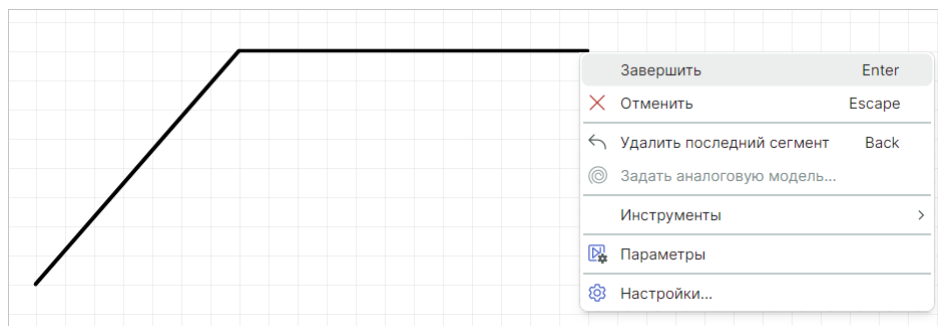 Завершить Enter
Отменить Escape
Удалить последний сегмент Back
Задать аналоговую модель...
Инструменты
Параметры
Настройки...